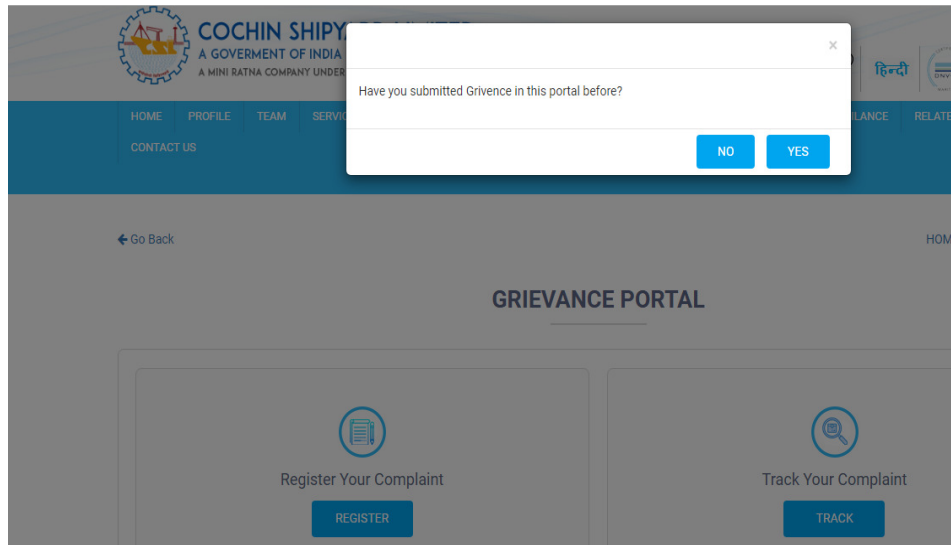 COCHIN SHIPY
A GOVERMENT OF INDIA
A MINI RATNA COMPANY UNDER
×
हिन्दी
Have you submitted Grivence in this portal before?
NO YES
HOME PROFILE TEAM SERVIC LANCE RELATE
CONTACT US
Go Back
HOM
GRIEVANCE PORTAL
Register Your Complaint
Track Your Complaint
REGISTER
TRACK